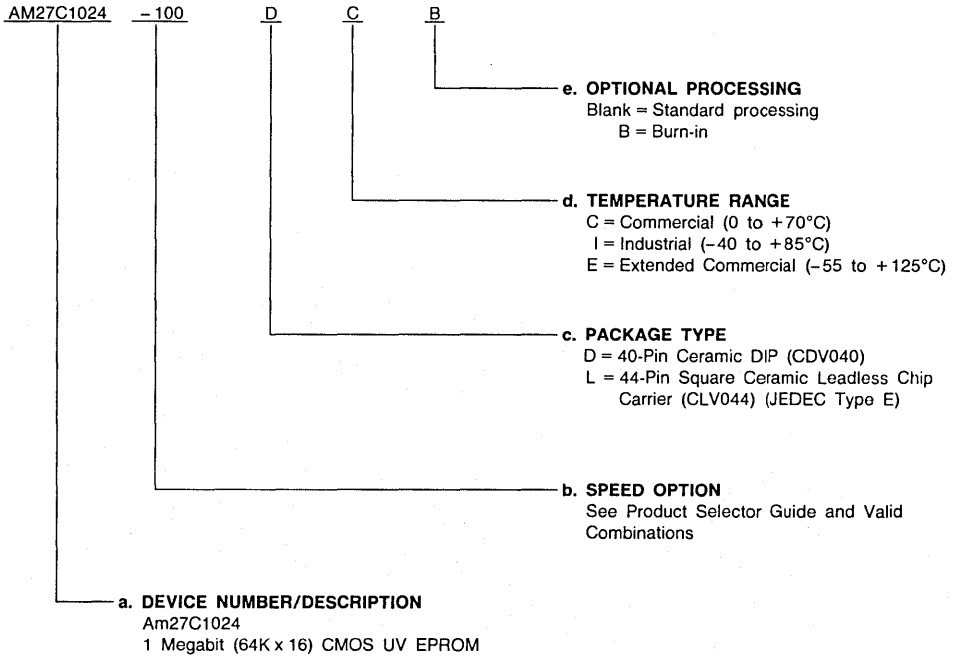 AM27C1024 -100 D C B
e. OPTIONAL PROCESSING
Blank = Standard processing
B = Burn-in
d. TEMPERATURE RANGE
C = Commercial (0 to +70°C)
I = Industrial (-40 to +85°C)
E = Extended Commercial (-55 to +125°C)
c. PACKAGE TYPE
D = 40-Pin Ceramic DIP (CDV040)
L = 44-Pin Square Ceramic Leadless Chip
Carrier (CLV044) (JEDEC Type E)
b. SPEED OPTION
See Product Selector Guide and Valid
Combinations
a. DEVICE NUMBER/DESCRIPTION
Am27C1024
1 Megabit (64K x 16) CMOS UV EPROM